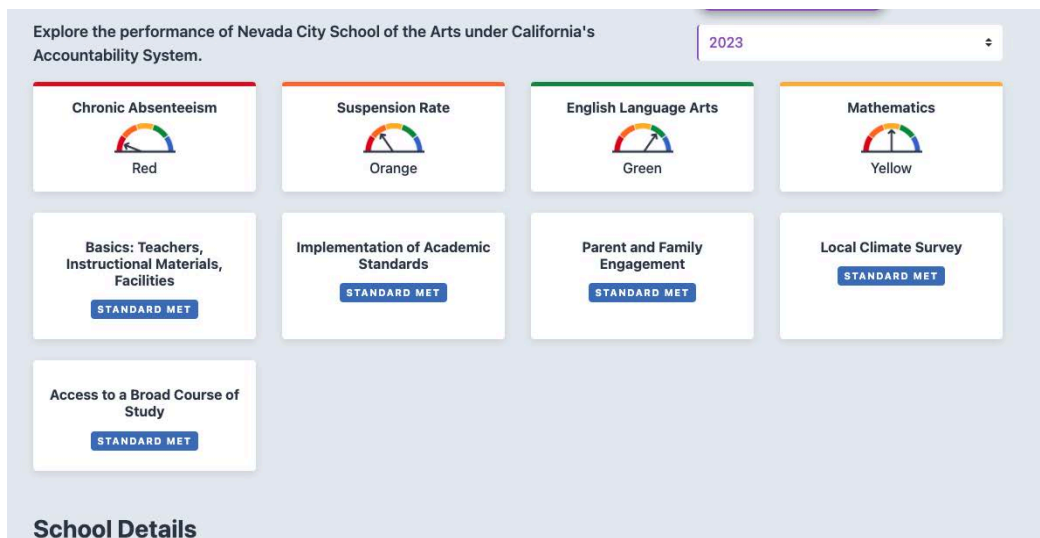 Explore the performance of Nevada City School of the Arts under California's
Accountability System.
2023
Chronic Absenteeism
Red
Suspension Rate
Orange
English Language Arts
Green
Mathematics
Yellow
Basics: Teachers,
Instructional Materials,
Facilities
STANDARD MET
Implementation of Academic
Standards
STANDARD MET
Parent and Family
Engagement
STANDARD MET
Local Climate Survey
STANDARD MET
Access to a Broad Course of
Study
STANDARD MET
School Details